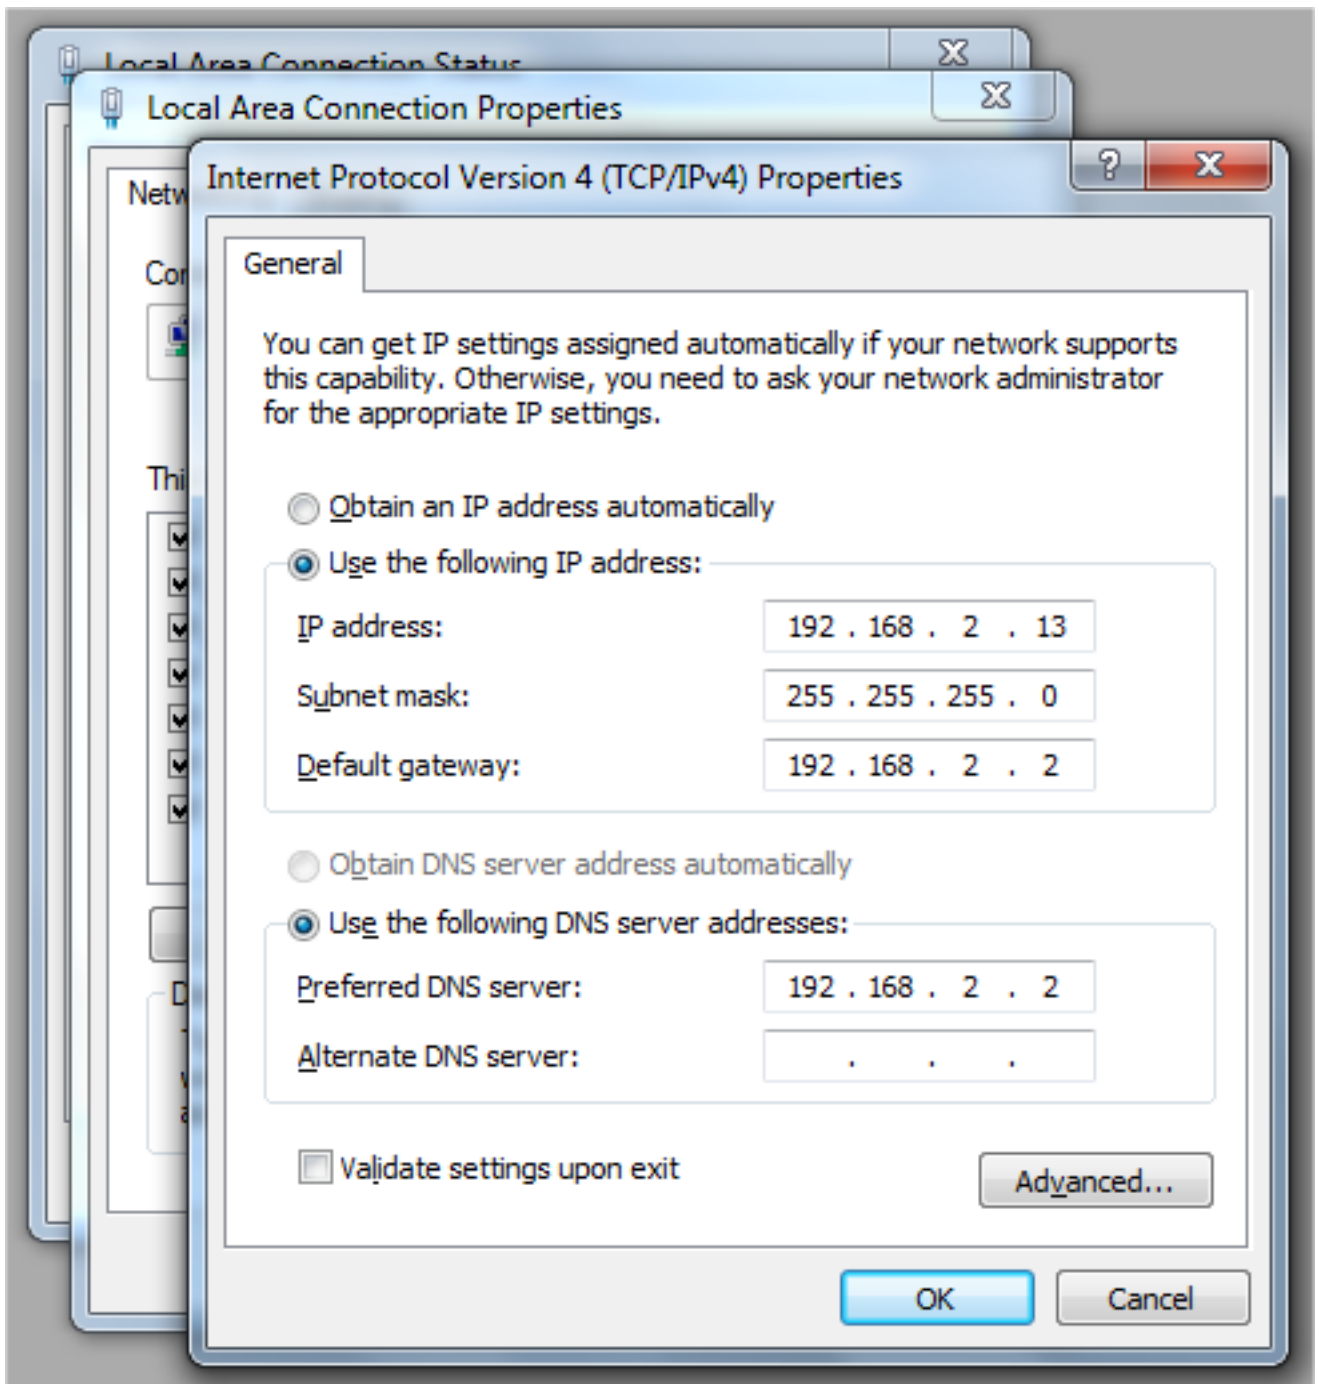 Local Area Connection Status
Local Area Connection Properties
Internet Protocol Version 4 (TCP/IPv4) Properties
General
You can get IP settings assigned automatically if your network supports
this capability. Otherwise, you need to ask your network administrator
for the appropriate IP settings.
Obtain an IP address automatically
Use the following IP address:
IP address: 192 . 168 . 2 . 13
Subnet mask: 255 . 255 . 255 . 0
Default gateway: 192 . 168 . 2 . 2
Obtain DNS server address automatically
Use the following DNS server addresses:
Preferred DNS server: 192 . 168 . 2 . 2
Alternate DNS server: . . .
Validate settings upon exit
Advanced...
OK Cancel